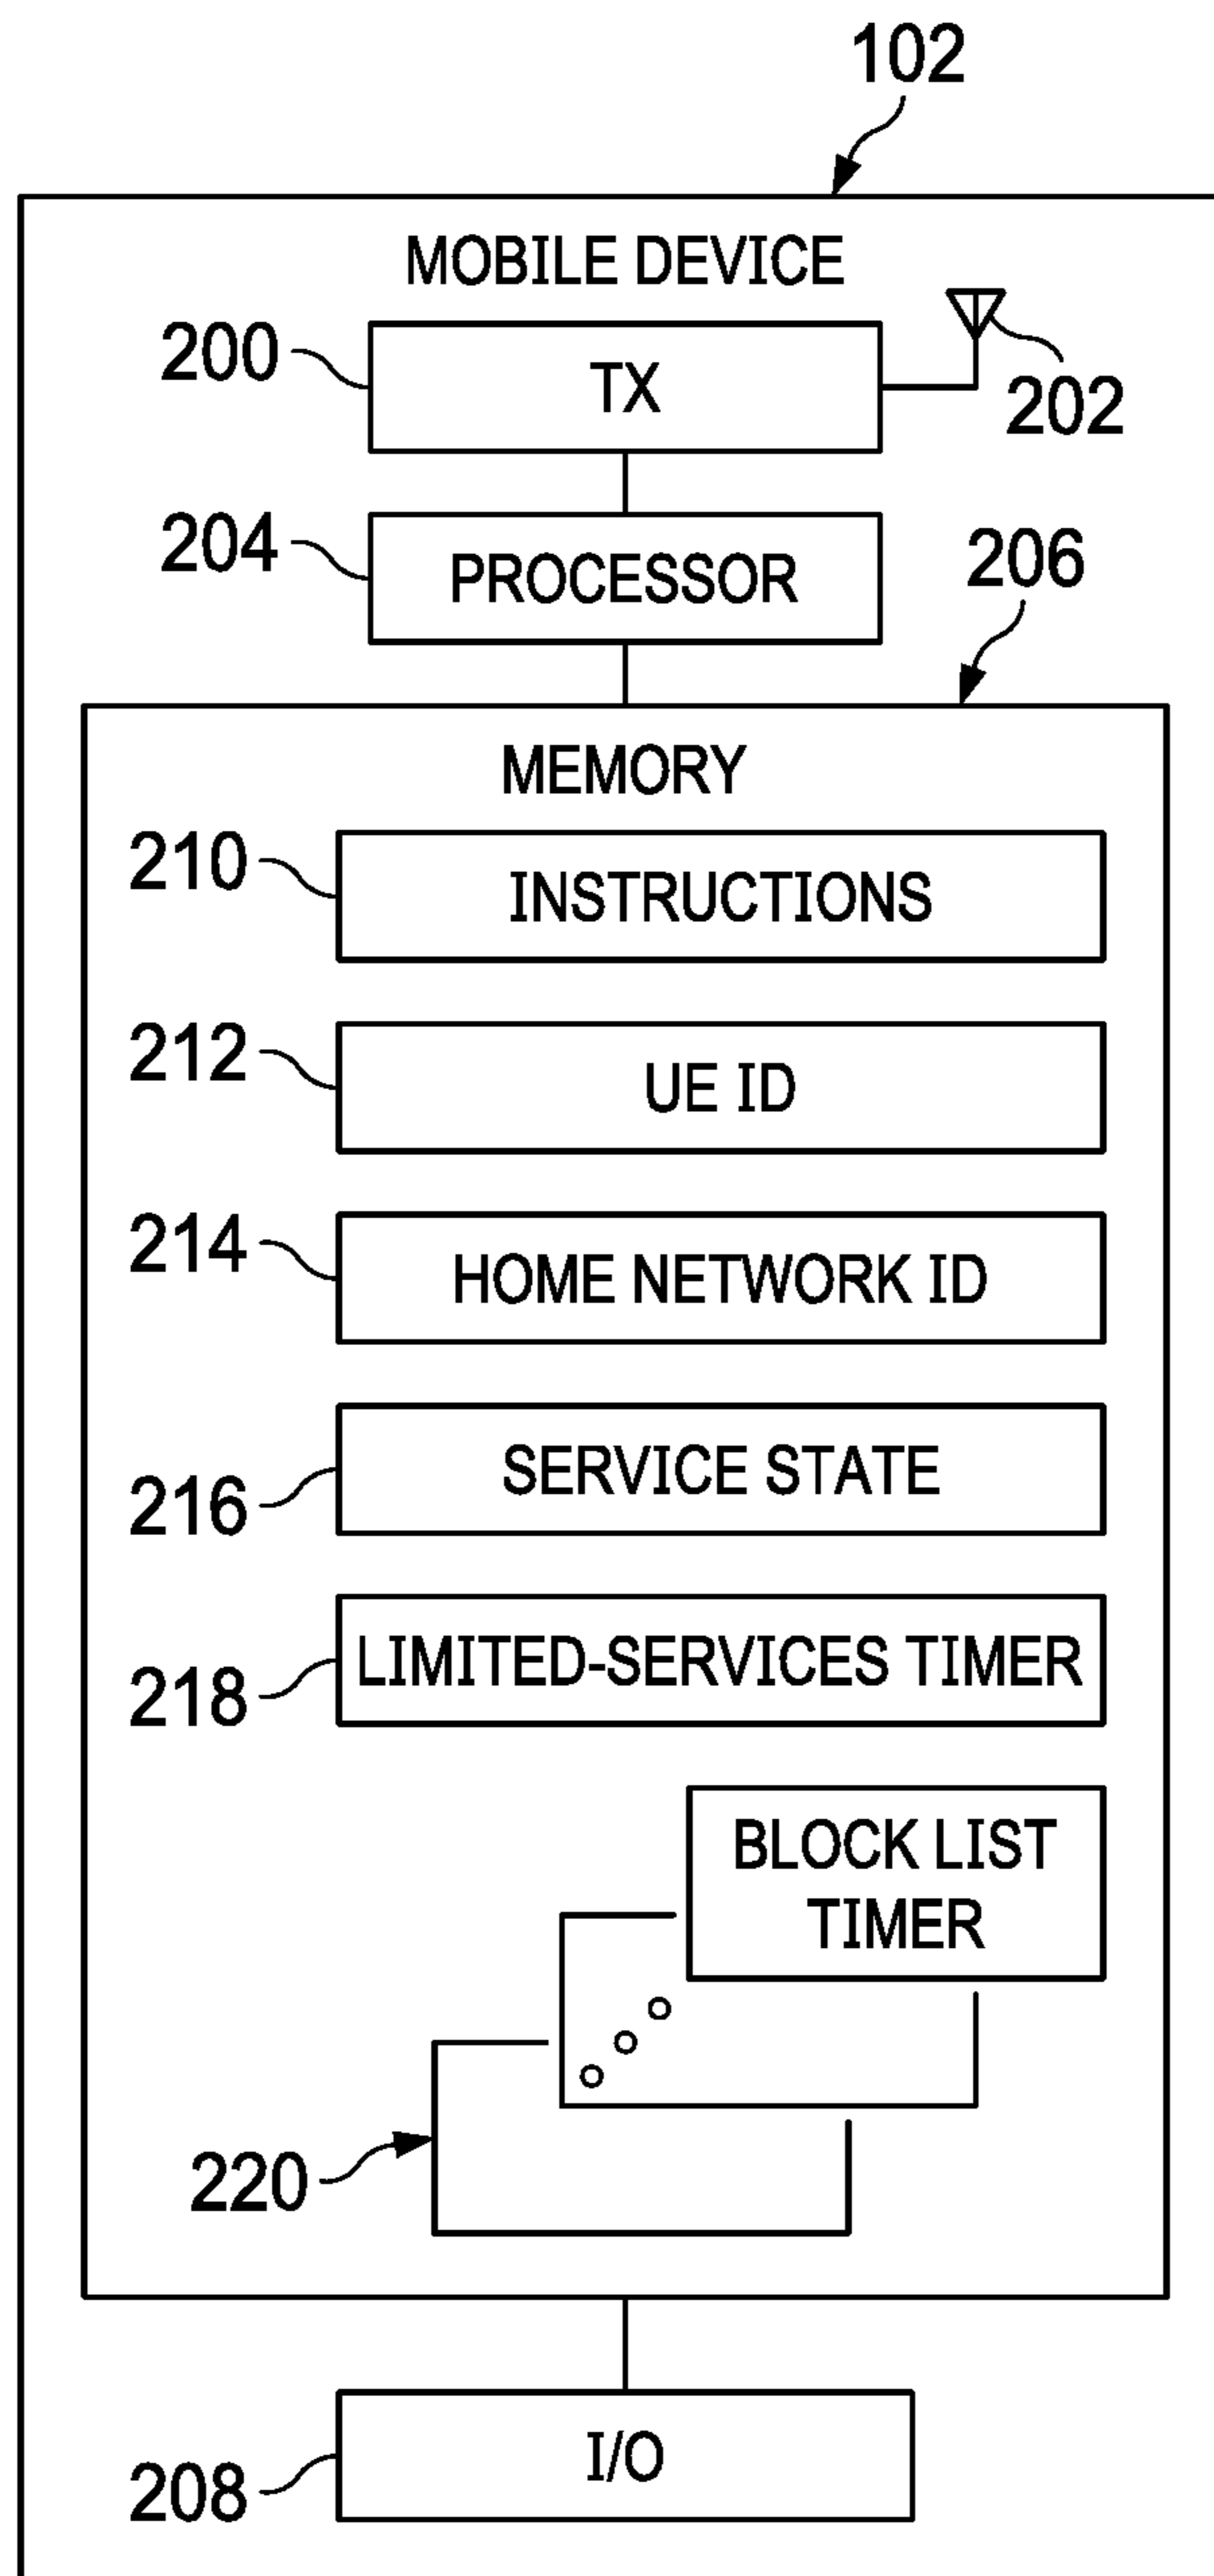 102
MOBILE DEVICE
200
TX
202
204
PROCESSOR
206
MEMORY
210
INSTRUCTIONS
212
UE ID
214
HOME NETWORK ID
216
SERVICE STATE
218
LIMITED-SERVICES TIMER
BLOCK LIST
TIMER
220
208
I/O